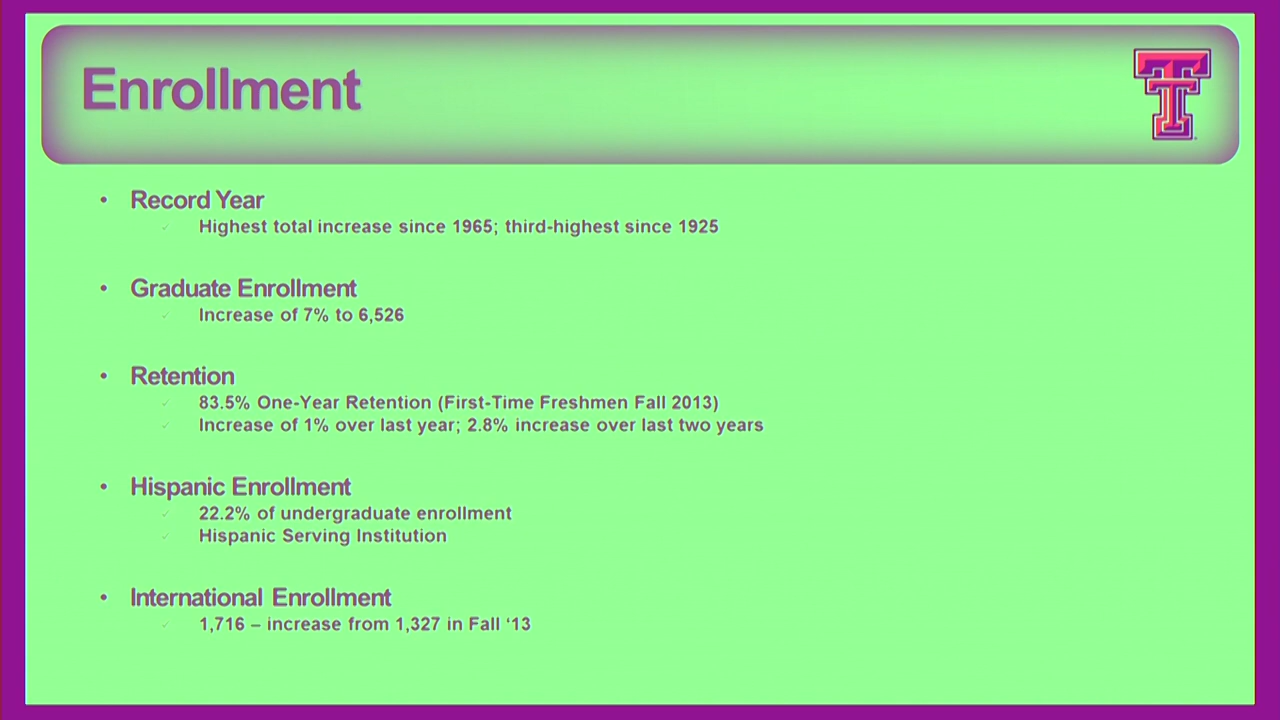 Enrollment
• Record Year
✓ Highest total increase since 1965; third-highest since 1925
• Graduate Enrollment
✓ Increase of 7% to 6,526
• Retention
✓ 83.5% One-Year Retention (First-Time Freshmen Fall 2013)
✓ Increase of 1% over last year; 2.8% increase over last two years
• Hispanic Enrollment
✓ 22.2% of undergraduate enrollment
✓ Hispanic Serving Institution
• International Enrollment
✓ 1,716 – increase from 1,327 in Fall ‘13